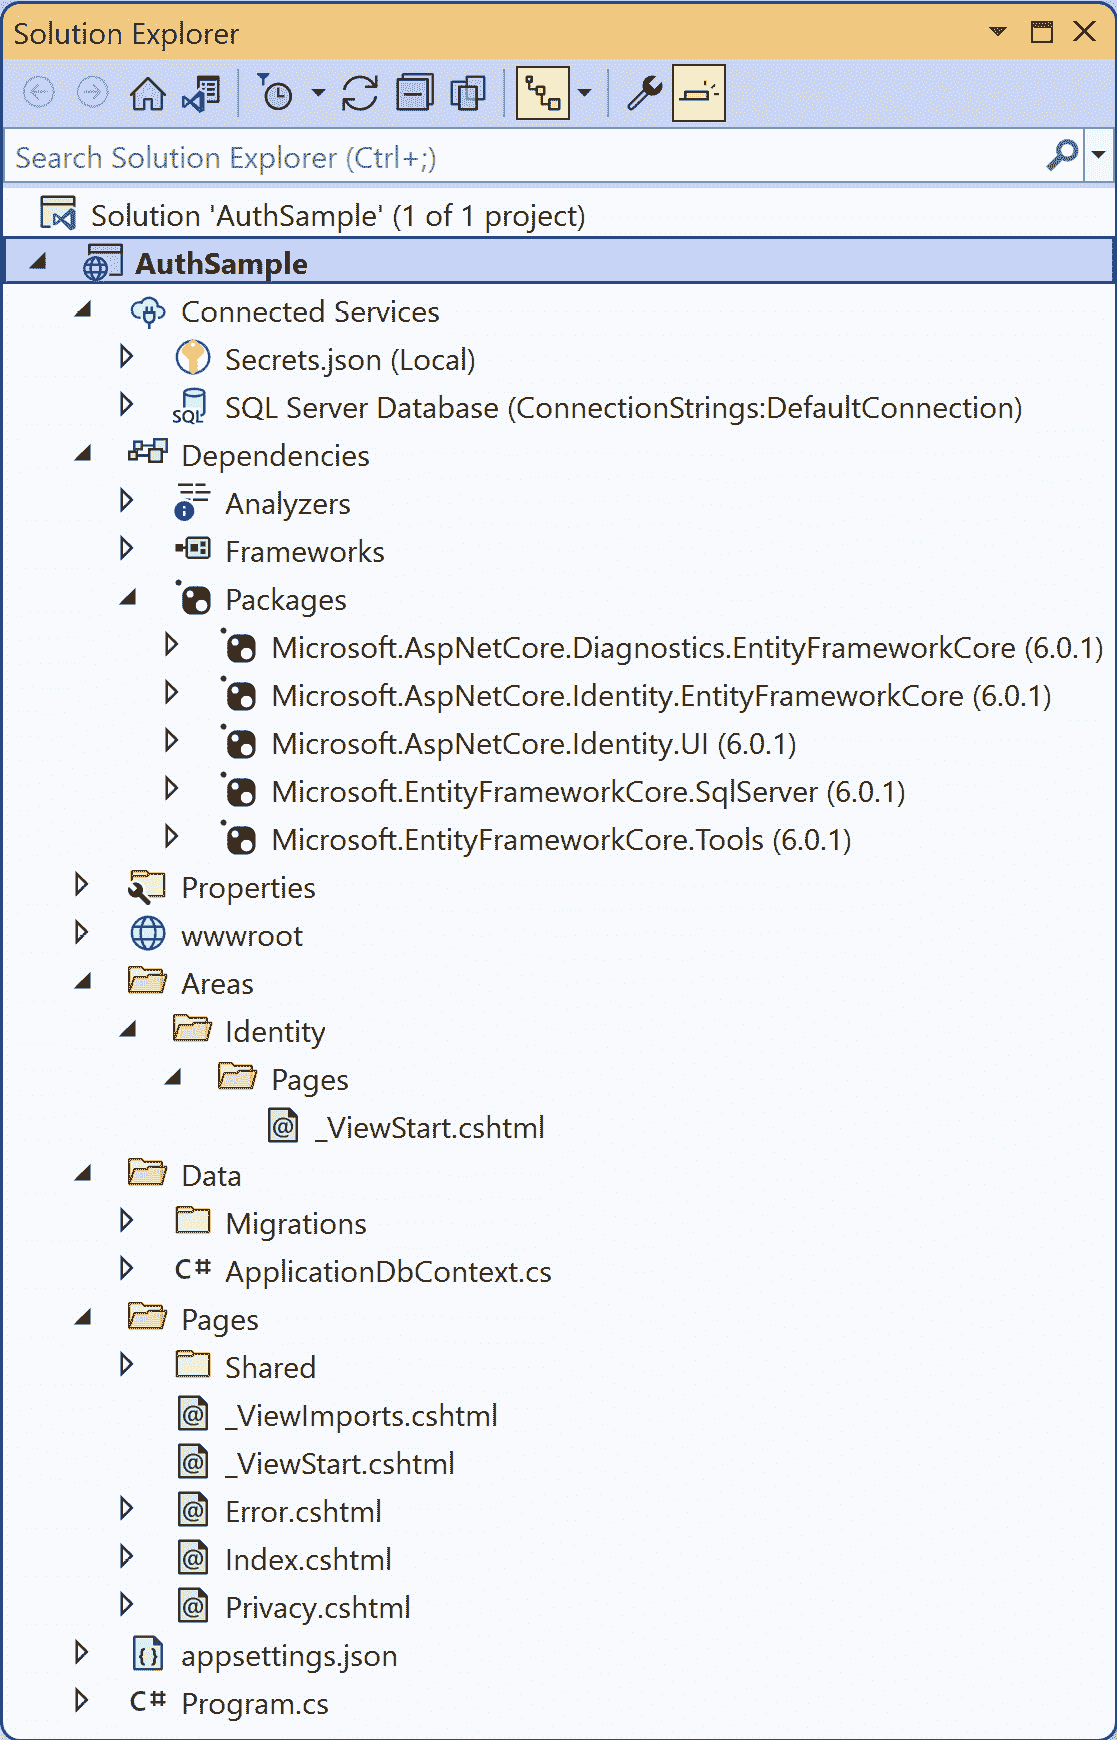 Solution Explorer
Search Solution Explorer (Ctrl+;)
Solution 'AuthSample' (1 of 1 project)
AuthSample
Connected Services
Secrets.json (Local)
SQL Server Database (ConnectionStrings:DefaultConnection)
Dependencies
Analyzers
Frameworks
Packages
Microsoft.AspNetCore.Diagnostics.EntityFrameworkCore (6.0.1)
Microsoft.AspNetCore.Identity.EntityFrameworkCore (6.0.1)
Microsoft.AspNetCore.Identity.UI (6.0.1)
Microsoft.EntityFrameworkCore.SqlServer (6.0.1)
Microsoft.EntityFrameworkCore.Tools (6.0.1)
Properties
wwwroot
Areas
Identity
Pages
_ViewStart.cshtml
Data
Migrations
C# ApplicationDbContext.cs
Pages
Shared
_ViewImports.cshtml
_ViewStart.cshtml
Error.cshtml
Index.cshtml
Privacy.cshtml
appsettings.json
C# Program.cs